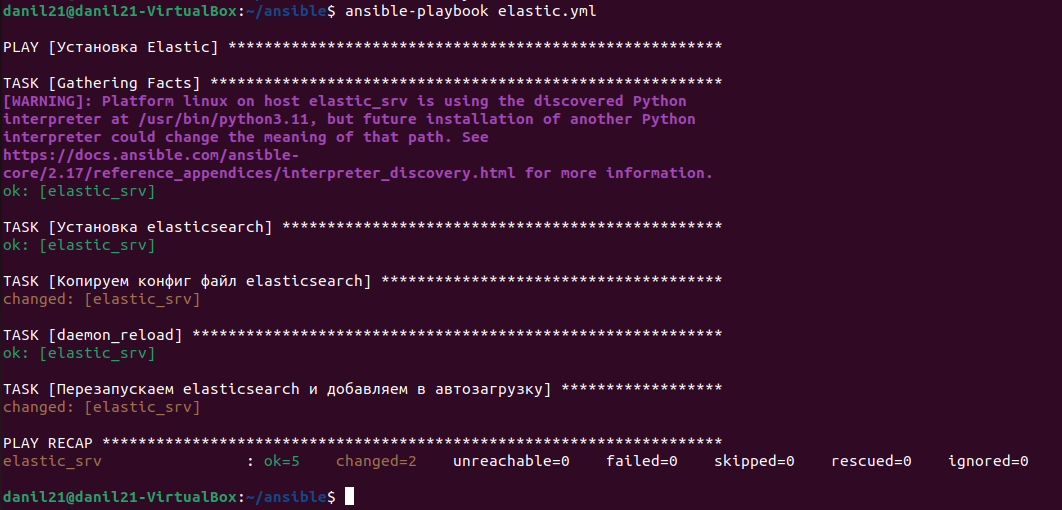 danil21@danil21-VirtualBox:~/ansible$ ansible-playbook elastic.yml
PLAY [Установка Elastic] *******************************************************
TASK [Gathering Facts] *********************************************************
[WARNING]: Platform linux on host elastic_srv is using the discovered Python
interpreter at /usr/bin/python3.11, but future installation of another Python
interpreter could change the meaning of that path. See
https://docs.ansible.com/ansible-
core/2.17/reference_appendices/interpreter_discovery.html for more information.
ok: [elastic_srv]
TASK [Установка elasticsearch] *************************************************
ok: [elastic_srv]
TASK [Копируем конфиг файл elasticsearch] **************************************
changed: [elastic_srv]
TASK [daemon_reload] ***********************************************************
ok: [elastic_srv]
TASK [Перезапускаем elasticsearch и добавляем в автозагрузку] ******************
changed: [elastic_srv]
PLAY RECAP *********************************************************************
elastic_srv                : ok=5    changed=2    unreachable=0    failed=0    skipped=0    rescued=0    ignored=0
danil21@danil21-VirtualBox:~/ansible$